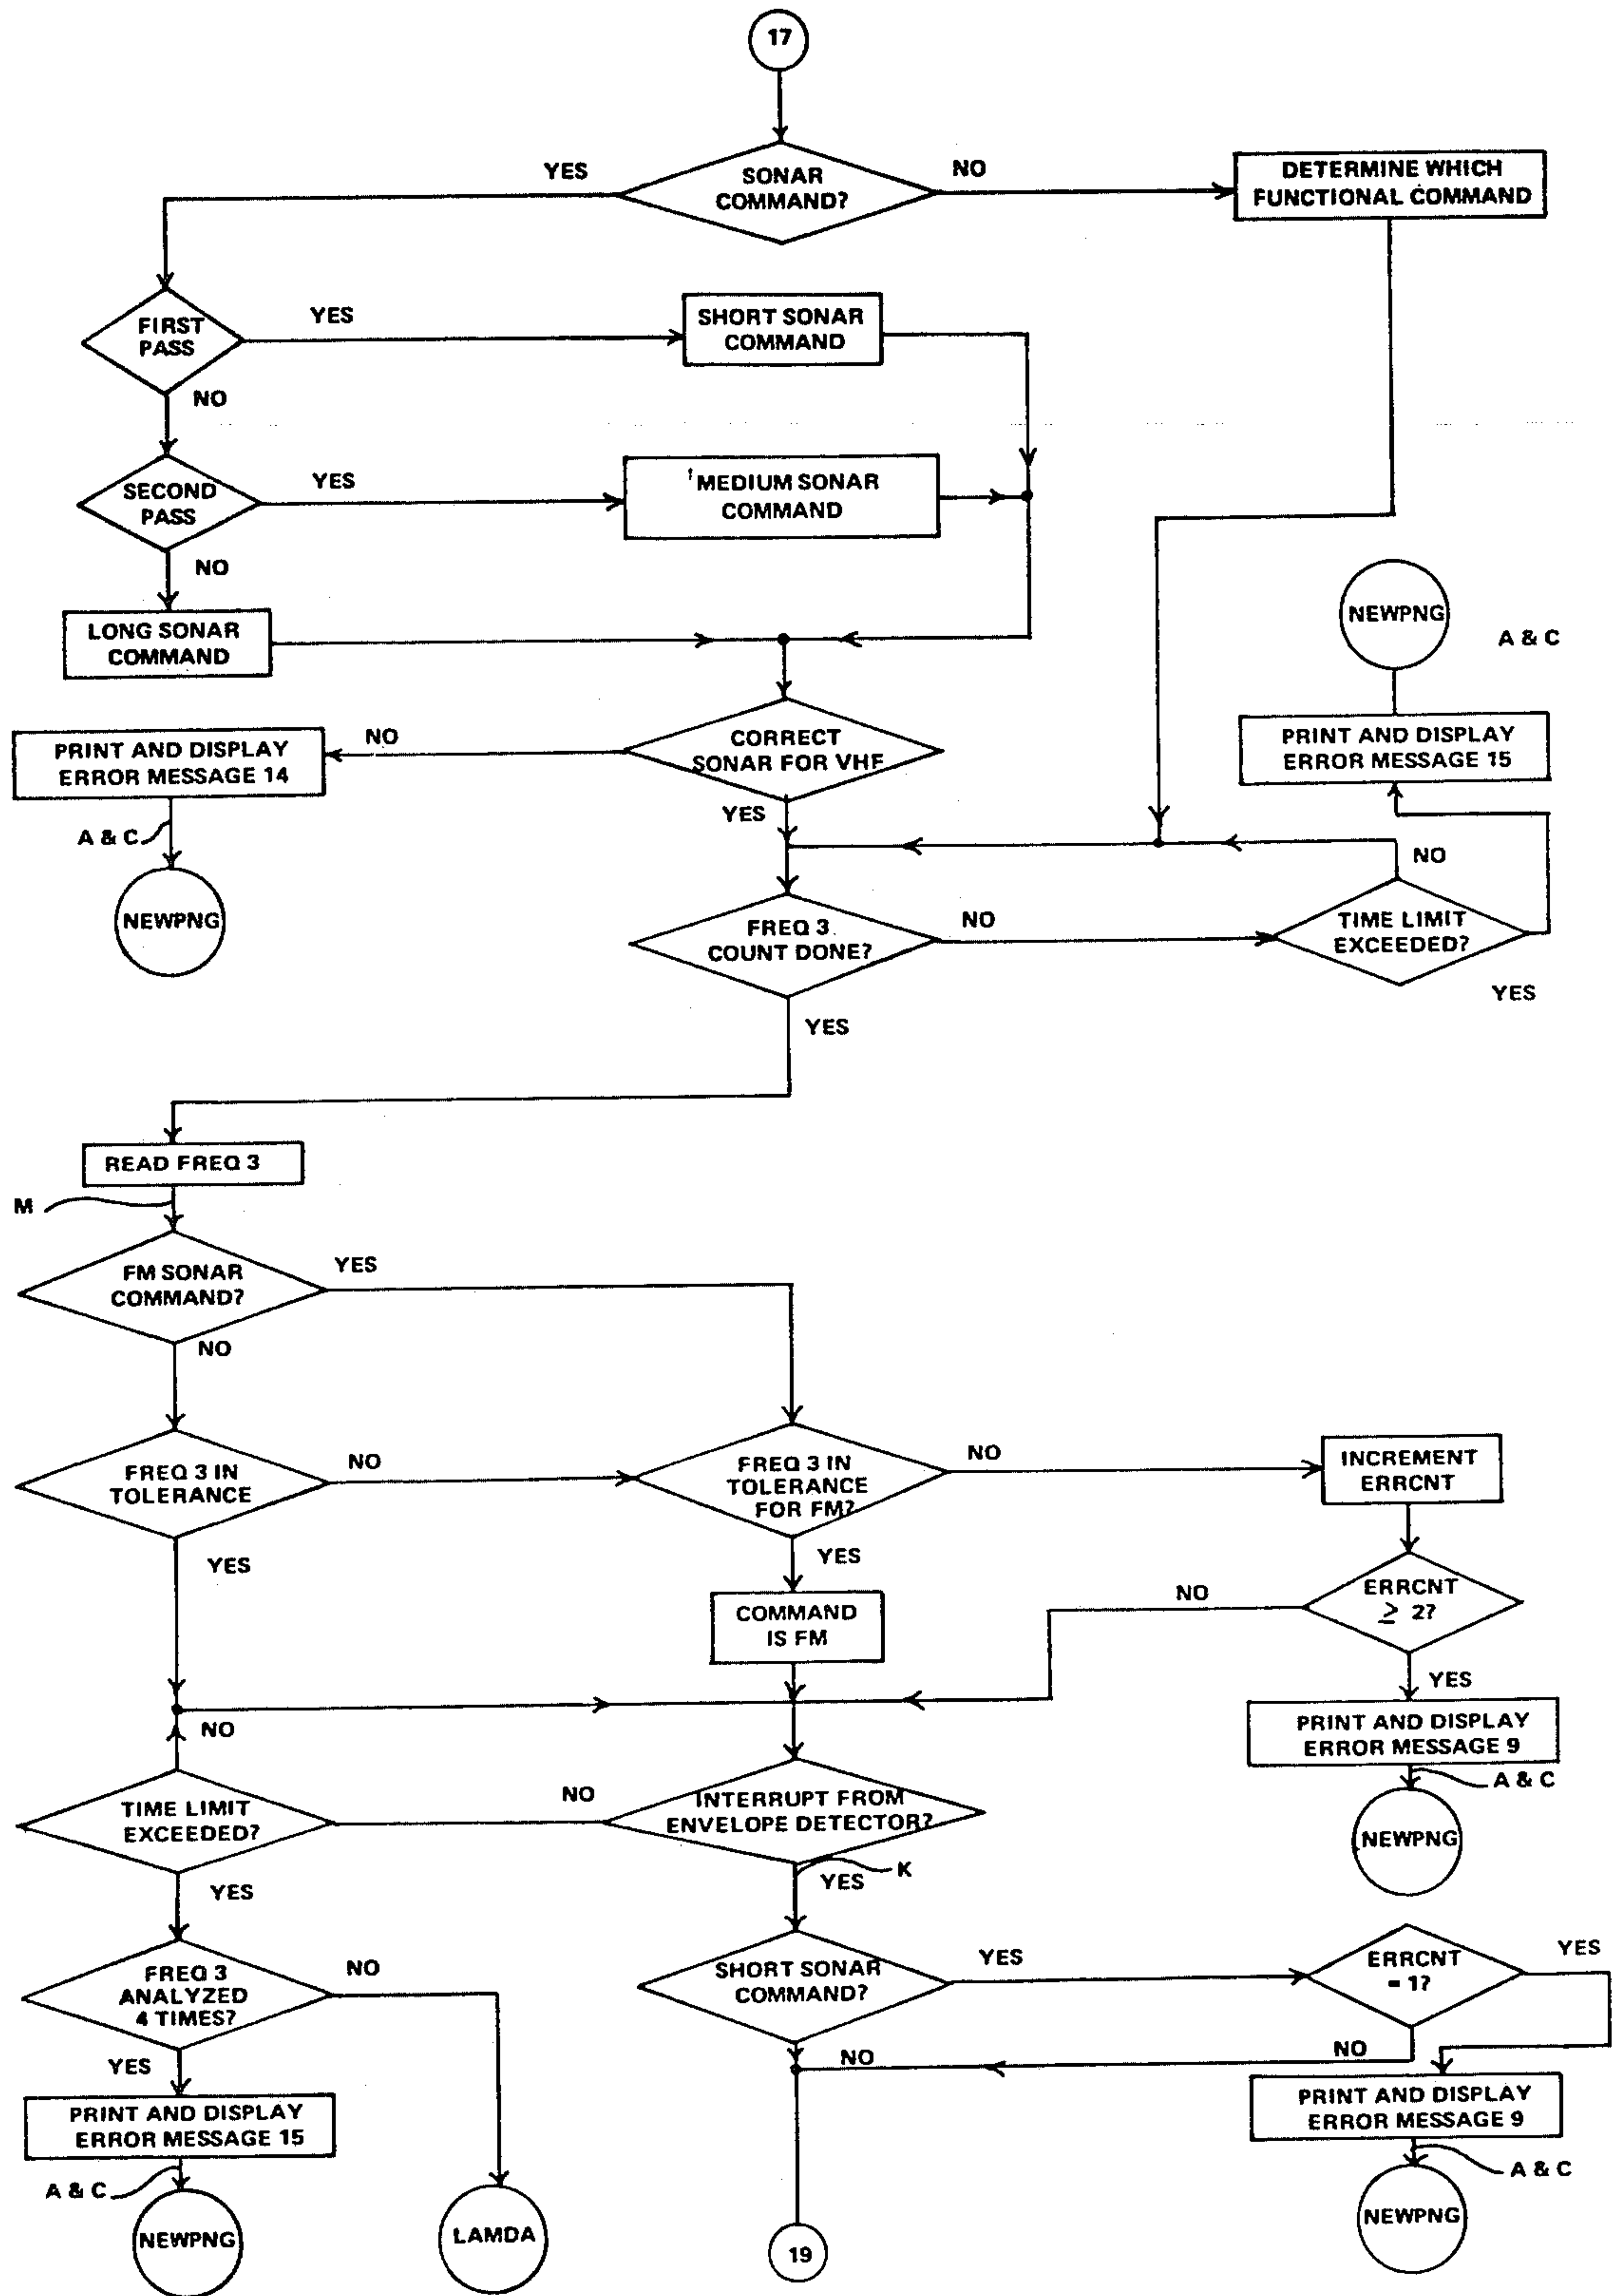 17
YES
SONAR
COMMAND?
NO
DETERMINE WHICH
FUNCTIONAL COMMAND
FIRST
PASS
YES
SHORT SONAR
COMMAND
NO
SECOND
PASS
YES
MEDIUM SONAR
COMMAND
NO
LONG SONAR
COMMAND
NEWPNG
A & C
PRINT AND DISPLAY
ERROR MESSAGE 15
PRINT AND DISPLAY
ERROR MESSAGE 14
NO
CORRECT
SONAR FOR VHF
YES
A & C
NEWPNG
NO
FREQ 3
COUNT DONE?
NO
TIME LIMIT
EXCEEDED?
YES
YES
READ FREQ 3
M
FM SONAR
COMMAND?
YES
NO
FREQ 3 IN
TOLERANCE
NO
FREQ 3 IN
TOLERANCE
FOR FM?
NO
INCREMENT
ERRCNT
YES
YES
COMMAND
IS FM
NO
ERRCNT
≥ 2?
YES
PRINT AND DISPLAY
ERROR MESSAGE 9
A & C
NEWPNG
NO
TIME LIMIT
EXCEEDED?
NO
INTERRUPT FROM
ENVELOPE DETECTOR?
K
YES
YES
FREQ 3
ANALYZED
4 TIMES?
NO
SHORT SONAR
COMMAND?
YES
ERRCNT
= 1?
YES
YES
NO
NO
PRINT AND DISPLAY
ERROR MESSAGE 15
PRINT AND DISPLAY
ERROR MESSAGE 9
A & C
A & C
NEWPNG
LAMDA
19
NEWPNG